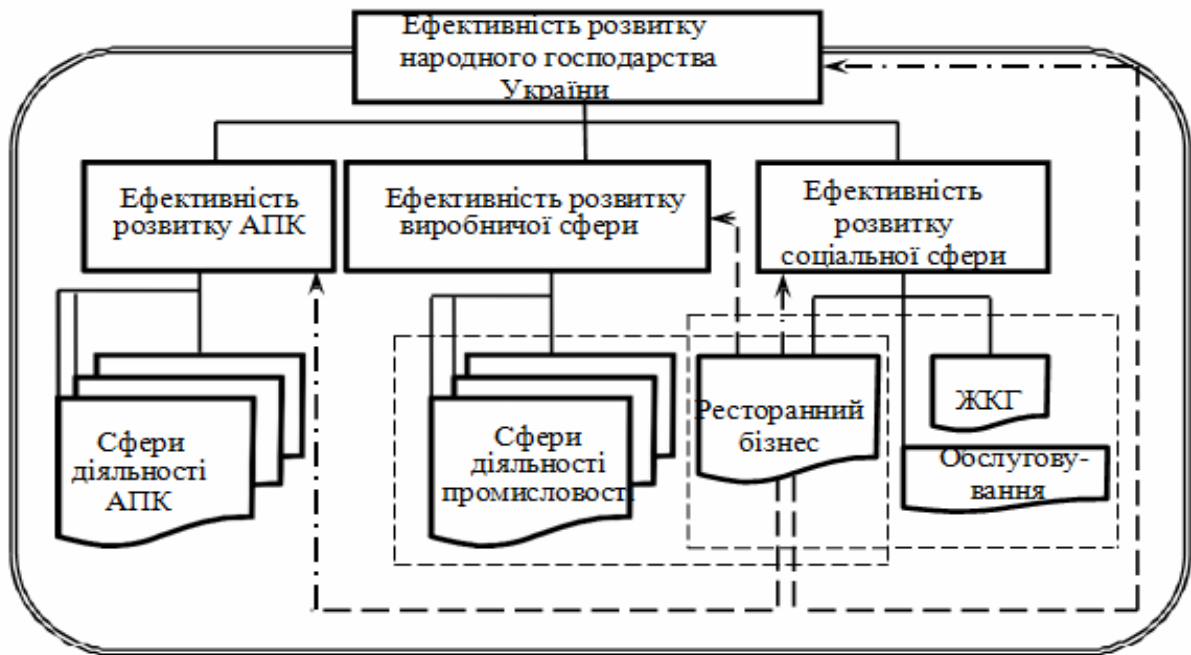 Ефективність розвитку
народного господарства
України
Ефективність
розвитку АПК
Ефективність розвитку
виробничої сфери
Ефективність
розвитку
соціальної сфери
Сфери
діяльності
АПК
Сфери
діяльності
промисловості
Ресторанний
бізнес
ЖКГ
Обслугову-
вання